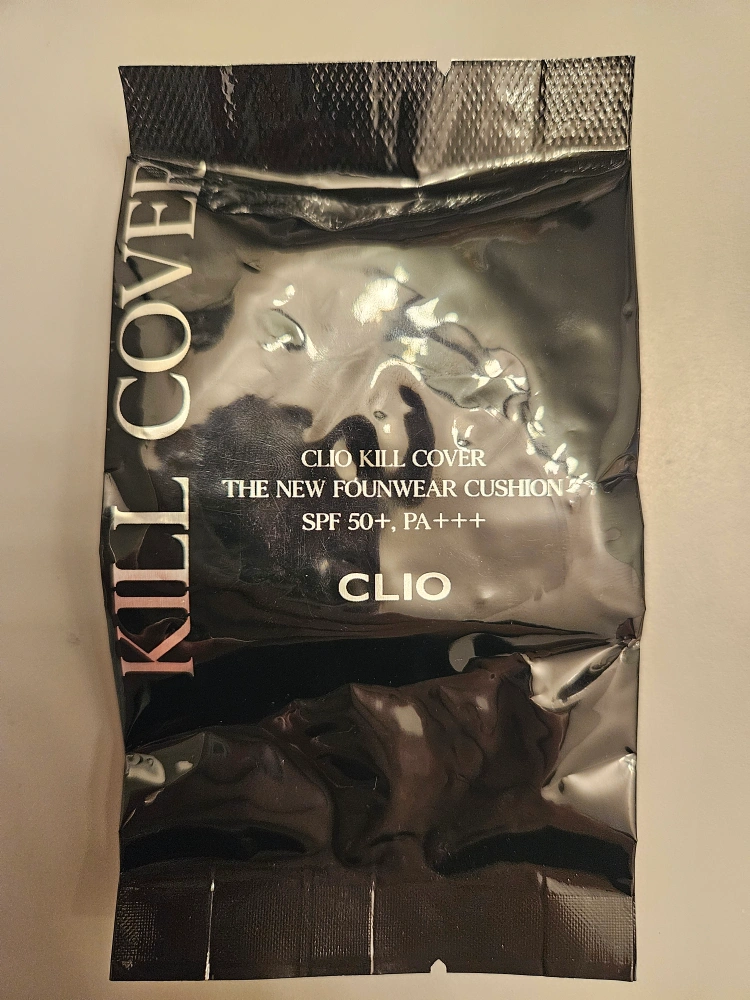 KILL COVER
CLIO KILL COVER
THE NEW FOUNWEAR CUSHION
SPF 50+, PA+++
CLIO